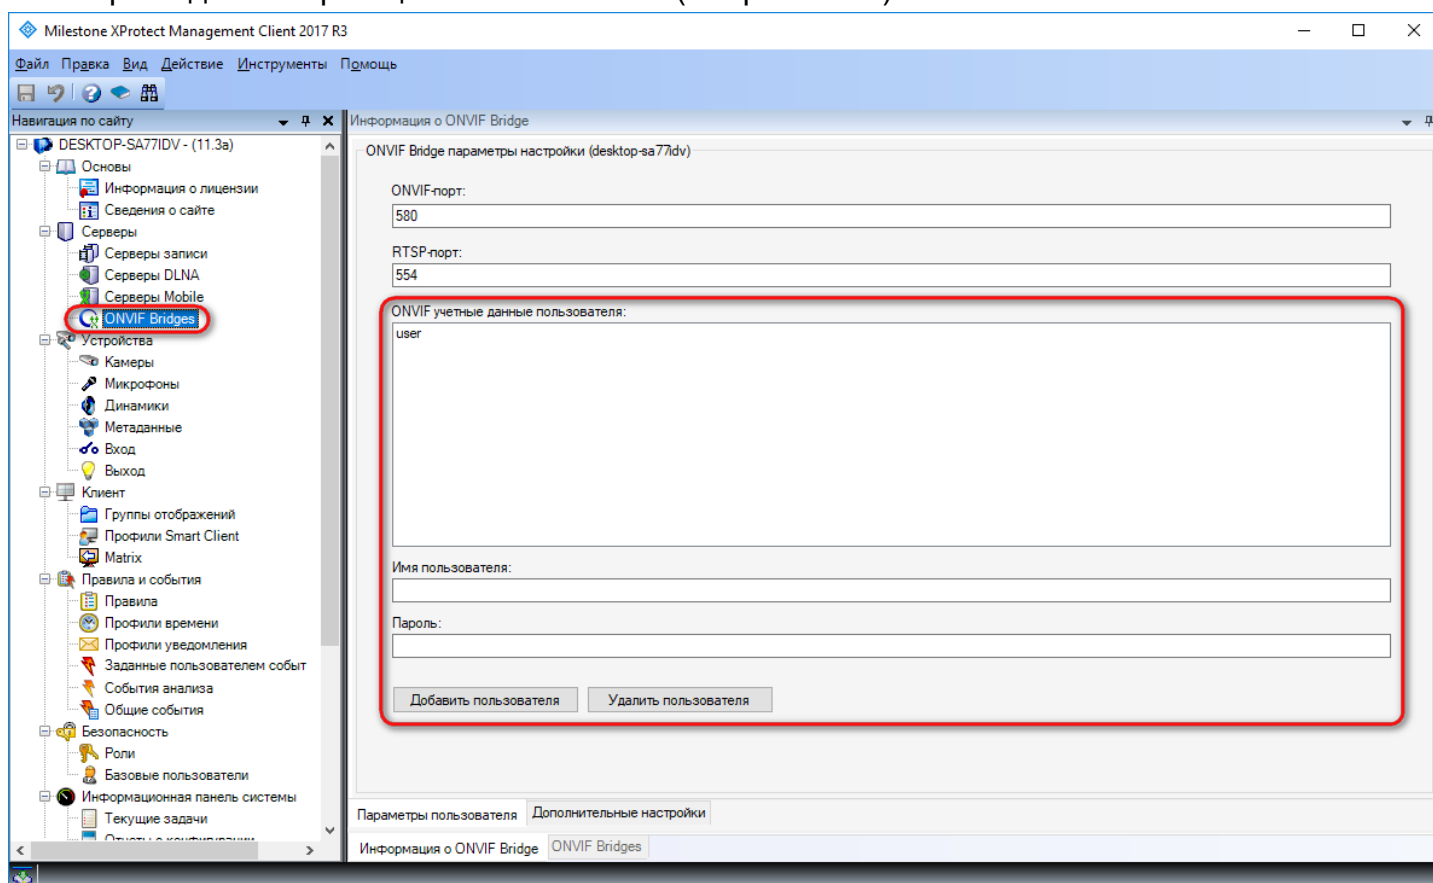 Milestone XProtect Management Client 2017 R3
Файл Правка Вид Действие Инструменты Помощь
Навигация по сайту
DESKTOP-SA77IDV - (11.3a)
Основы
Информация о лицензии
Сведения о сайте
Серверы
Серверы записи
Серверы DLNA
Серверы Mobile
ONVIF Bridges
Устройства
Камеры
Микрофоны
Динамики
Метаданные
Вход
Выход
Клиент
Группы отображений
Профили Smart Client
Matrix
Правила и события
Правила
Профили времени
Профили уведомления
Заданные пользователем событ
События анализа
Общие события
Безопасность
Роли
Базовые пользователи
Информационная панель системы
Текущие задачи
Информация о ONVIF Bridge
ONVIF Bridge параметры настройки (desktop-sa77idv)
ONVIF-порт:
580
RTSP-порт:
554
ONVIF учетные данные пользователя:
user
Имя пользователя:
Пароль:
Добавить пользователя Удалить пользователя
Параметры пользователя Дополнительные настройки
Информация о ONVIF Bridge ONVIF Bridges